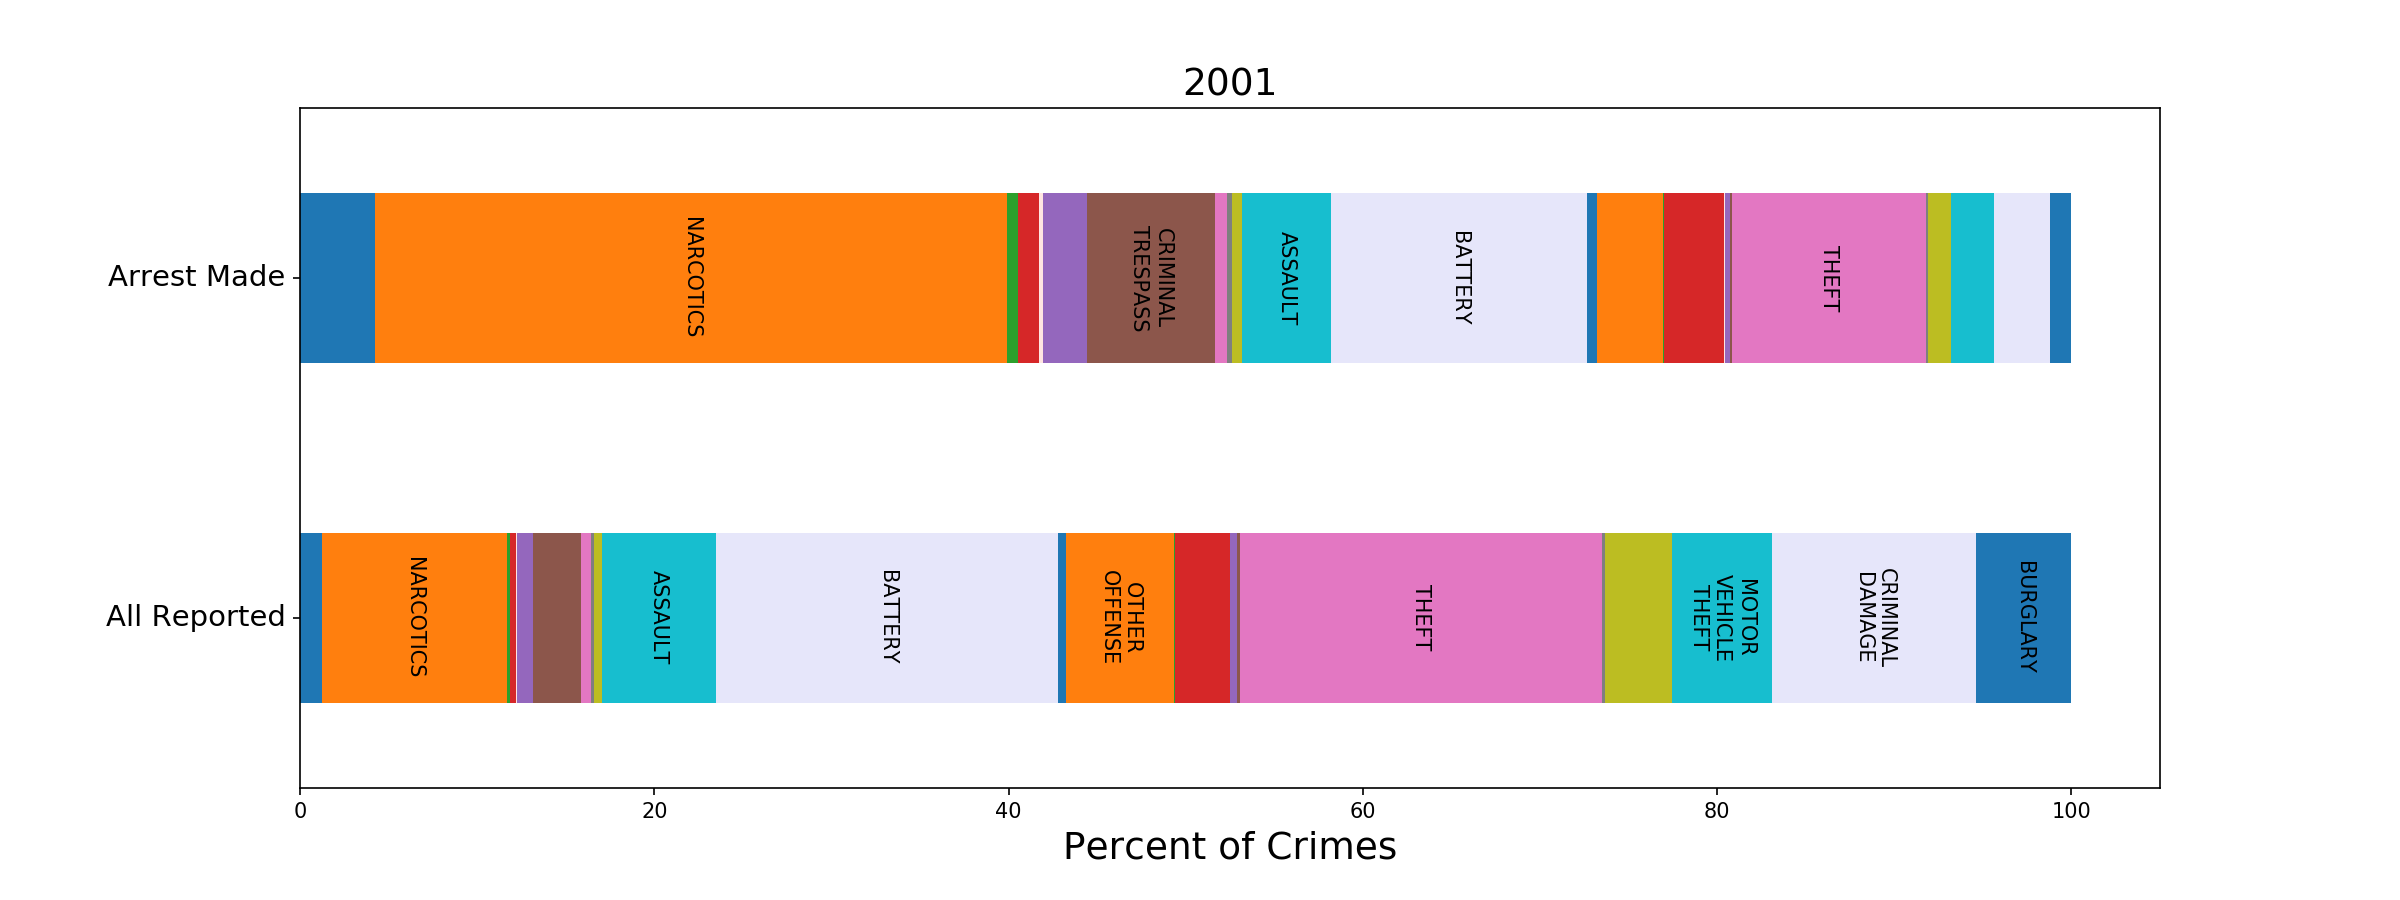 2001
Arrest Made
NARCOTICS
CRIMINAL
TRESPASS
ASSAULT
BATTERY
THEFT
All Reported
NARCOTICS
ASSAULT
BATTERY
OTHER
OFFENSE
THEFT
MOTOR
VEHICLE
THEFT
CRIMINAL
DAMAGE
BURGLARY
0 20 40 60 80 100
Percent of Crimes